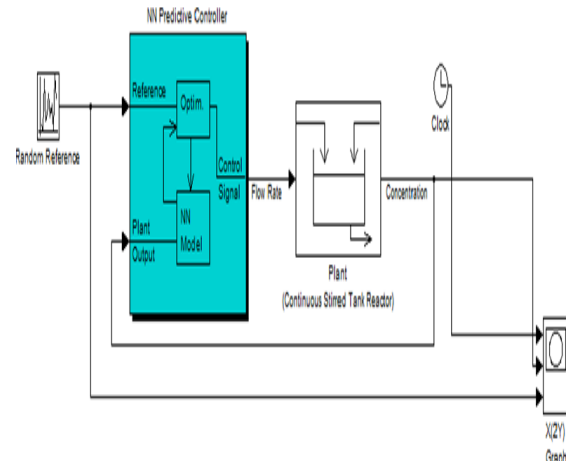 NN Predictive Controller
Reference
Optim.
Random Reference
Clock
Control
Signal
Flow Rate
Concentration
NN
Model
Plant
Output
Plant
(Continuous Stirred Tank Reactor)
X(2Y)
Graph